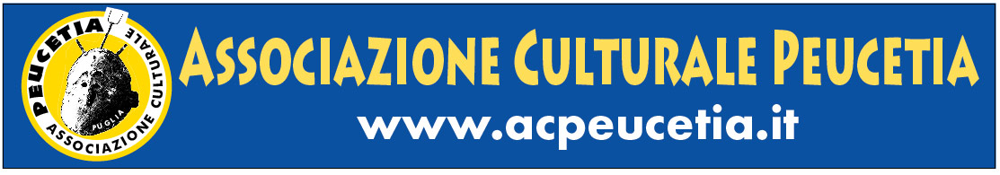 PEUCETIA
ASSOCIAZIONE CULTURALE
PUGLIA
ASSOCIAZIONE CULTURALE PEUCETIA
www.acpeucetia.it